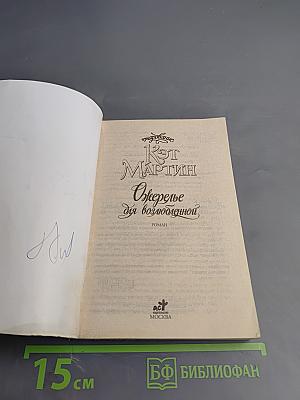 Кэт
Мартин
Ожерелье
для возлюбленной
РОМАН
аст
МОСКВА
15 см
БФ БИБЛИОФАН